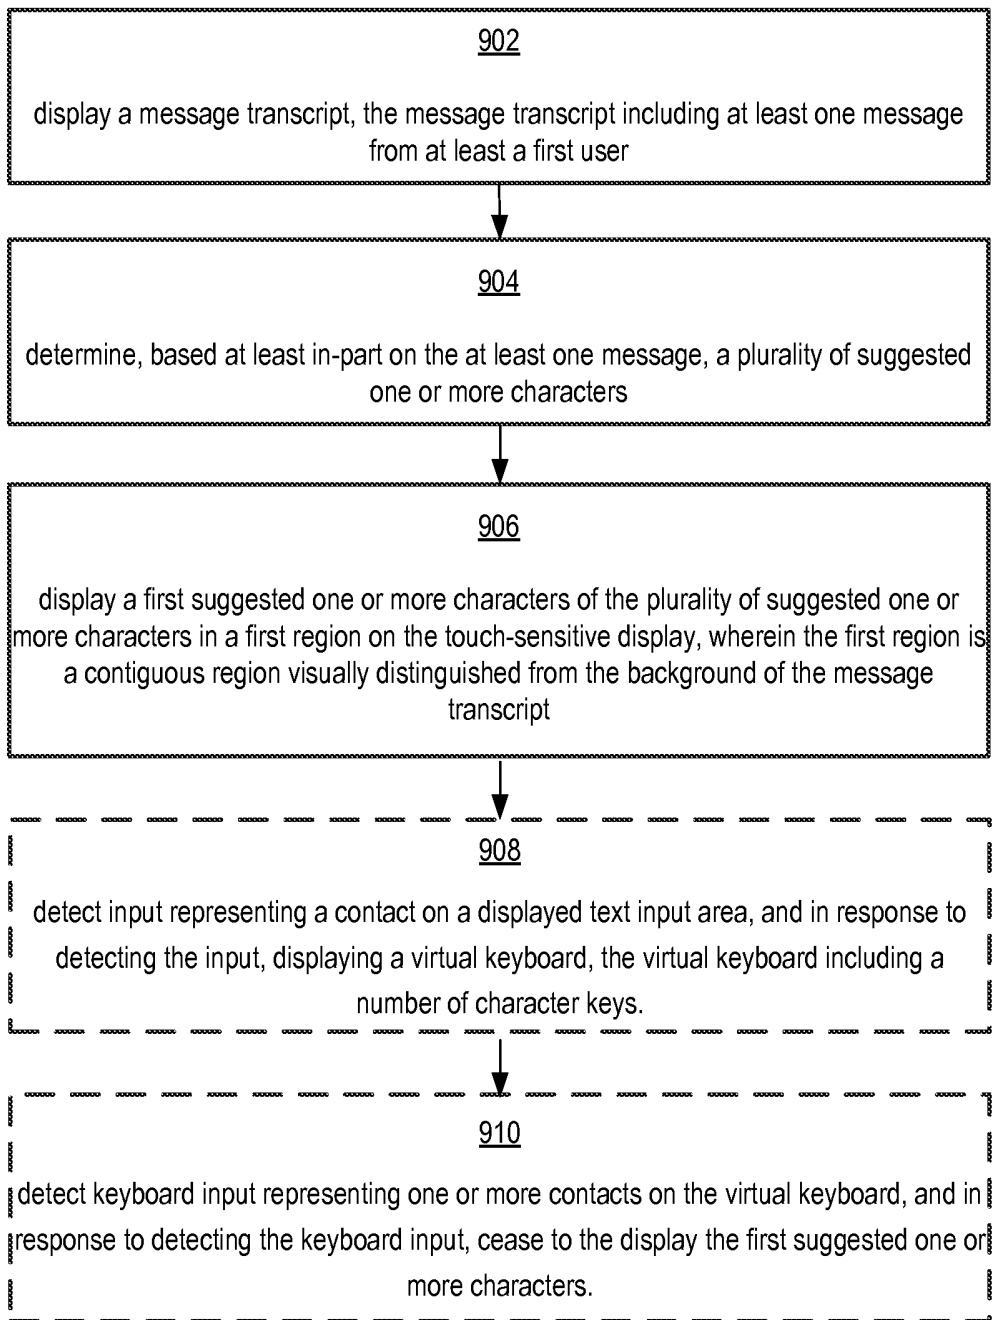 902
display a message transcript, the message transcript including at least one message
from at least a first user
904
determine, based at least in-part on the at least one message, a plurality of suggested
one or more characters
906
display a first suggested one or more characters of the plurality of suggested one or
more characters in a first region on the touch-sensitive display, wherein the first region is
a contiguous region visually distinguished from the background of the message
transcript
908
detect input representing a contact on a displayed text input area, and in response to
detecting the input, displaying a virtual keyboard, the virtual keyboard including a
number of character keys.
910
detect keyboard input representing one or more contacts on the virtual keyboard, and in
response to detecting the keyboard input, cease to the display the first suggested one or
more characters.